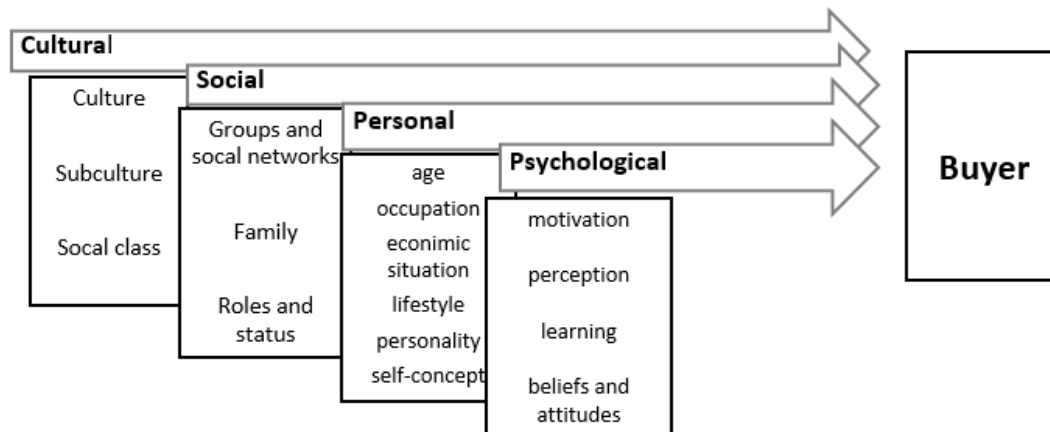 Cultural
Culture
Subculture
Socal class
Social
Groups and
socal networks
Family
Roles and
status
Personal
age
occupation
econimic
situation
lifestyle
personality
self-concept
Psychological
motivation
perception
learning
beliefs and
attitudes
Buyer